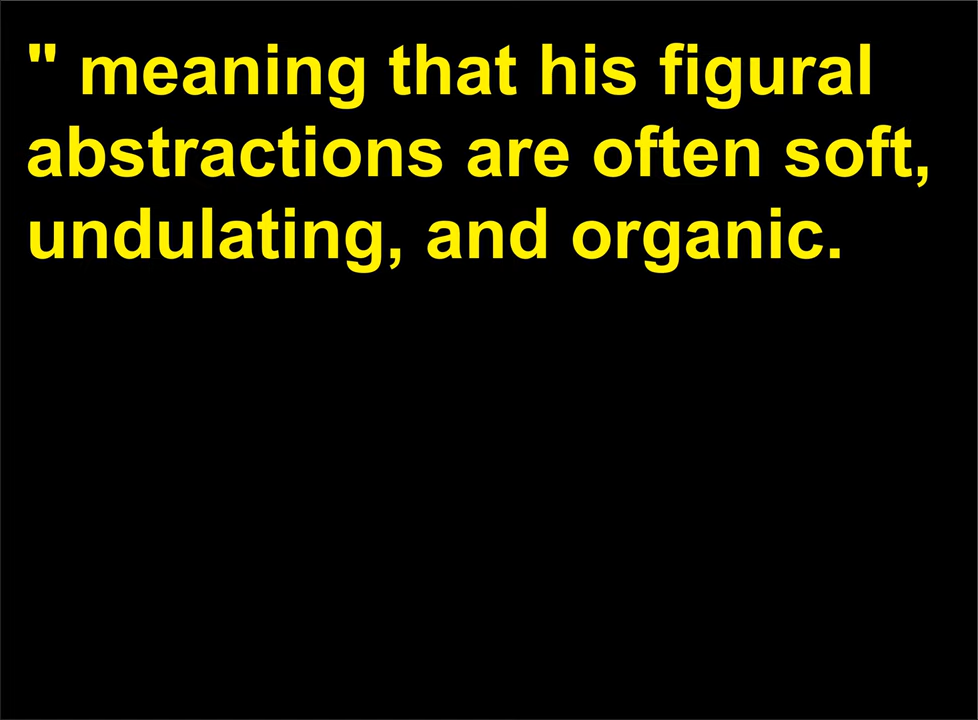 " meaning that his figural
abstractions are often soft,
undulating, and organic.